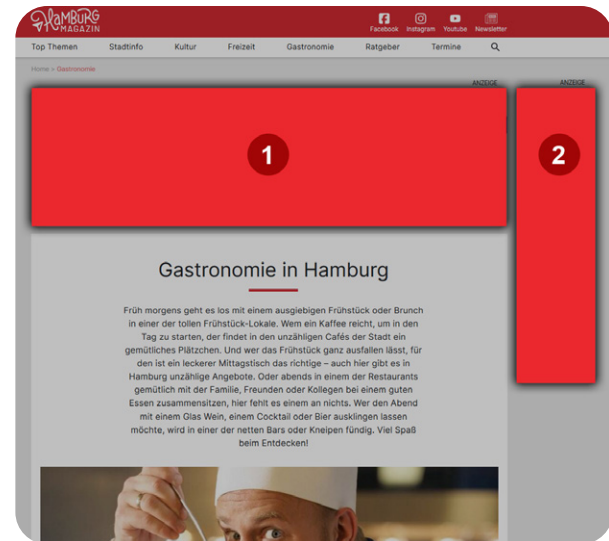 HAMBURG
MAGAZIN
Facebook Instagram Youtube Newsletter
Top Themen Stadtinfo Kultur Freizeit Gastronomie Ratgeber Termine
Home > Gastronomie
ANZEIGE ANZEIGE
1 2
Gastronomie in Hamburg
Früh morgens geht es los mit einem ausgiebigen Frühstück oder Brunch
in einer der tollen Frühstück-Lokale. Wem ein Kaffee reicht, um in den
Tag zu starten, der findet in den unzähligen Cafés der Stadt ein
gemütliches Plätzchen. Und wer das Frühstück ganz ausfallen lässt, für
den ist ein leckerer Mittagstisch das richtige – auch hier gibt es in
Hamburg unzählige Angebote. Oder abends in einem der Restaurants
gemütlich mit der Familie, Freunden oder Kollegen bei einem guten
Essen zusammensitzen, hier fehlt es einem an nichts. Wer den Abend
mit einem Glas Wein, einem Cocktail oder Bier ausklingen lassen
möchte, wird in einer der netten Bars oder Kneipen fündig. Viel Spaß
beim Entdecken!